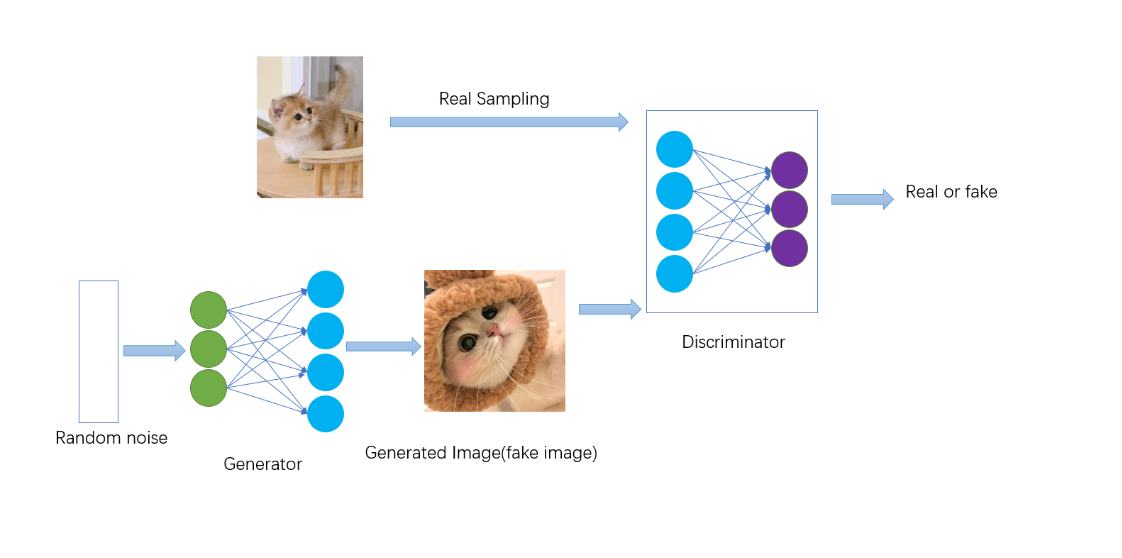 Real Sampling
Real or fake
Discriminator
Random noise
Generator
Generated Image(fake image)